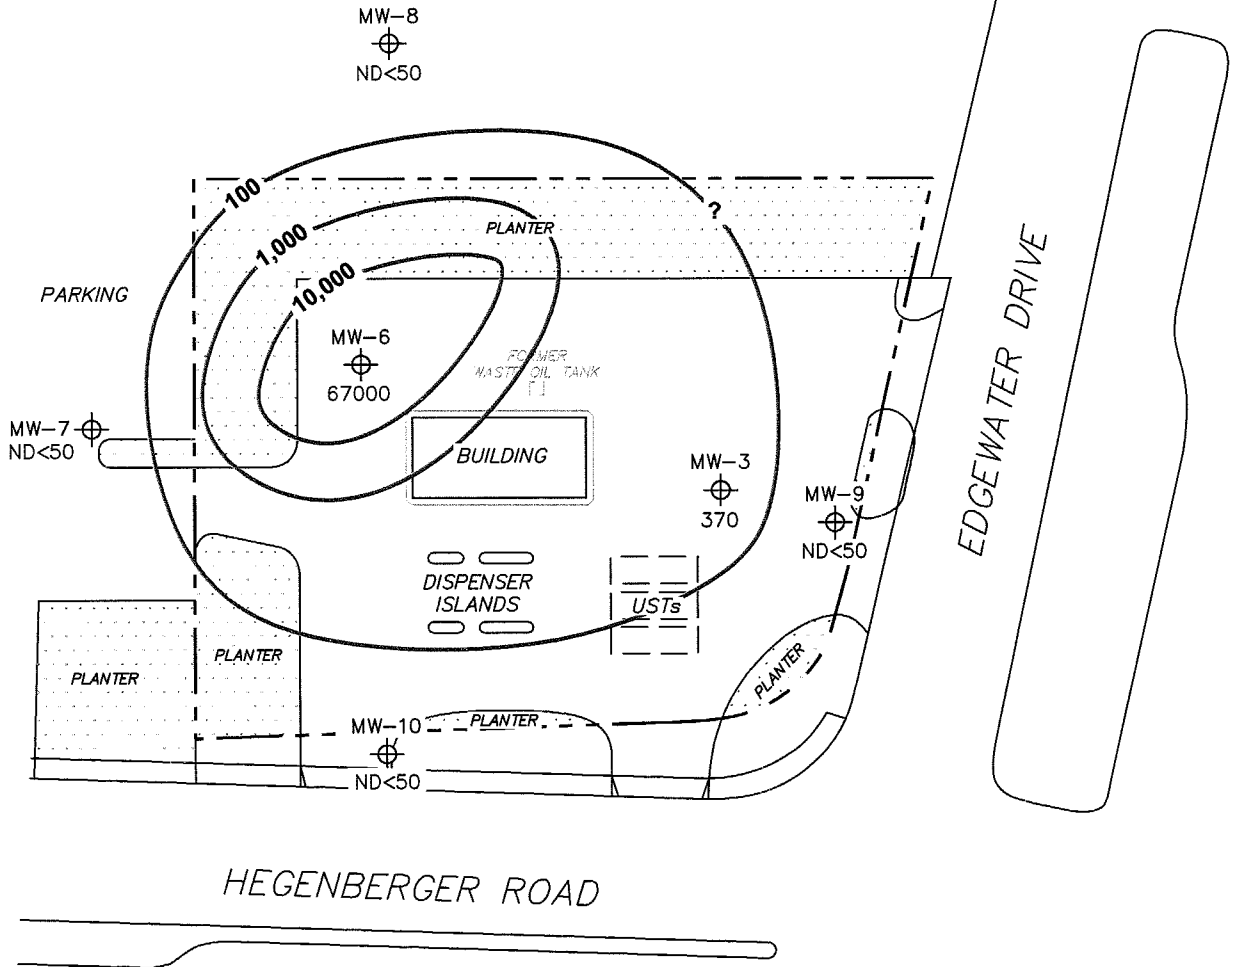 MW-8
ND<50
100
?
1,000
PLANTER
10,000
PARKING
MW-6
67000
FORMER
WASTE OIL TANK
MW-7
ND<50
BUILDING
MW-3
370
MW-9
ND<50
EDGEWATER DRIVE
DISPENSER
ISLANDS
USTs
PLANTER
PLANTER
PLANTER
MW-10
ND<50
PLANTER
HEGENBERGER ROAD